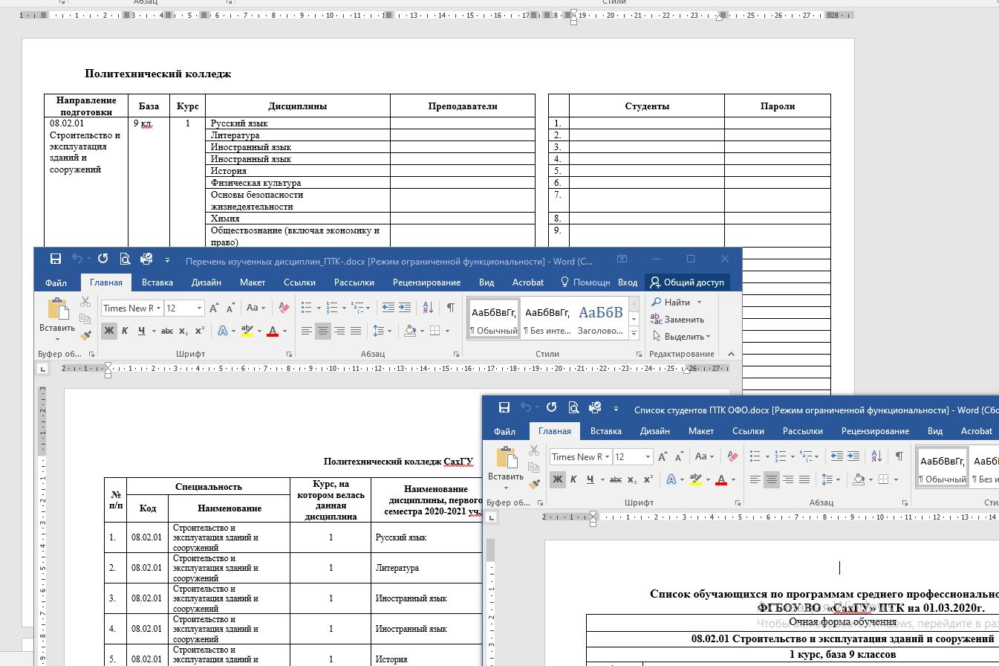 Абзац
Стили
Политехнический колледж
Направление подготовки База Курс Дисциплины Преподаватели Студенты Пароли
08.02.01 9 кл. 1 Русский язык 1.
Строительство и Литература 2.
эксплуатация Иностранный язык 3.
зданий и Иностранный язык 4.
сооружений История 5.
Физическая культура 6.
Основы безопасности 7.
жизнедеятельности
Химия 8.
Обществознание (включая экономику и 9.
право)
Перечень изученных дисциплин_ПТК-.docx [Режим ограниченной функциональности] - Word (С...
Файл Главная Вставка Дизайн Макет Ссылки Рассылки Рецензирование Вид Acrobat Помощн Вход Общий доступ
Вставить
Times New R 12 Aa
Ж К Ч abc x₂ x²
АаБбВвГг, АаБбВвГг, АаБбВ
¶ Обычный ¶ Без инте... Заголово...
Найти
Заменить
Выделить
Буфер об... Шрифт Абзац Стили Редактирование
Политехнический колледж СахГУ
№ п/п
Специальность
Код Наименование
Курс, на
котором велась
данная
дисциплина
Наименование
дисциплины, первого
семестра 2020-2021 уч.
1. 08.02.01 Строительство и эксплуатация зданий и сооружений 1 Русский язык
2. 08.02.01 Строительство и эксплуатация зданий и сооружений 1 Литература
3. 08.02.01 Строительство и эксплуатация зданий и сооружений 1 Иностранный язык
4. 08.02.01 Строительство и эксплуатация зданий и сооружений 1 Иностранный язык
5. 08.02.01 Строительство и эксплуатация зданий и 1 История
Список студентов ПТК ОФО.docx [Режим ограниченной функциональности] - Word (Сбо
Файл Главная Вставка Дизайн Макет Ссылки Рассылки Рецензирование Вид Acrobat
Вставить
Times New R 12 Aa
Ж К Ч abc x₂ x²
АаБбВвГг, АаБб
¶ Обычный ¶ Без и
Буфер об... Шрифт Абзац Сти
Список обучающихся по программам среднего профессионально
ФГБОУ ВО «СахГУ» ПТК на 01.03.2020г.
Очная форма обучения
08.02.01 Строительство и эксплуатация зданий и сооружений
1 курс, база 9 классов